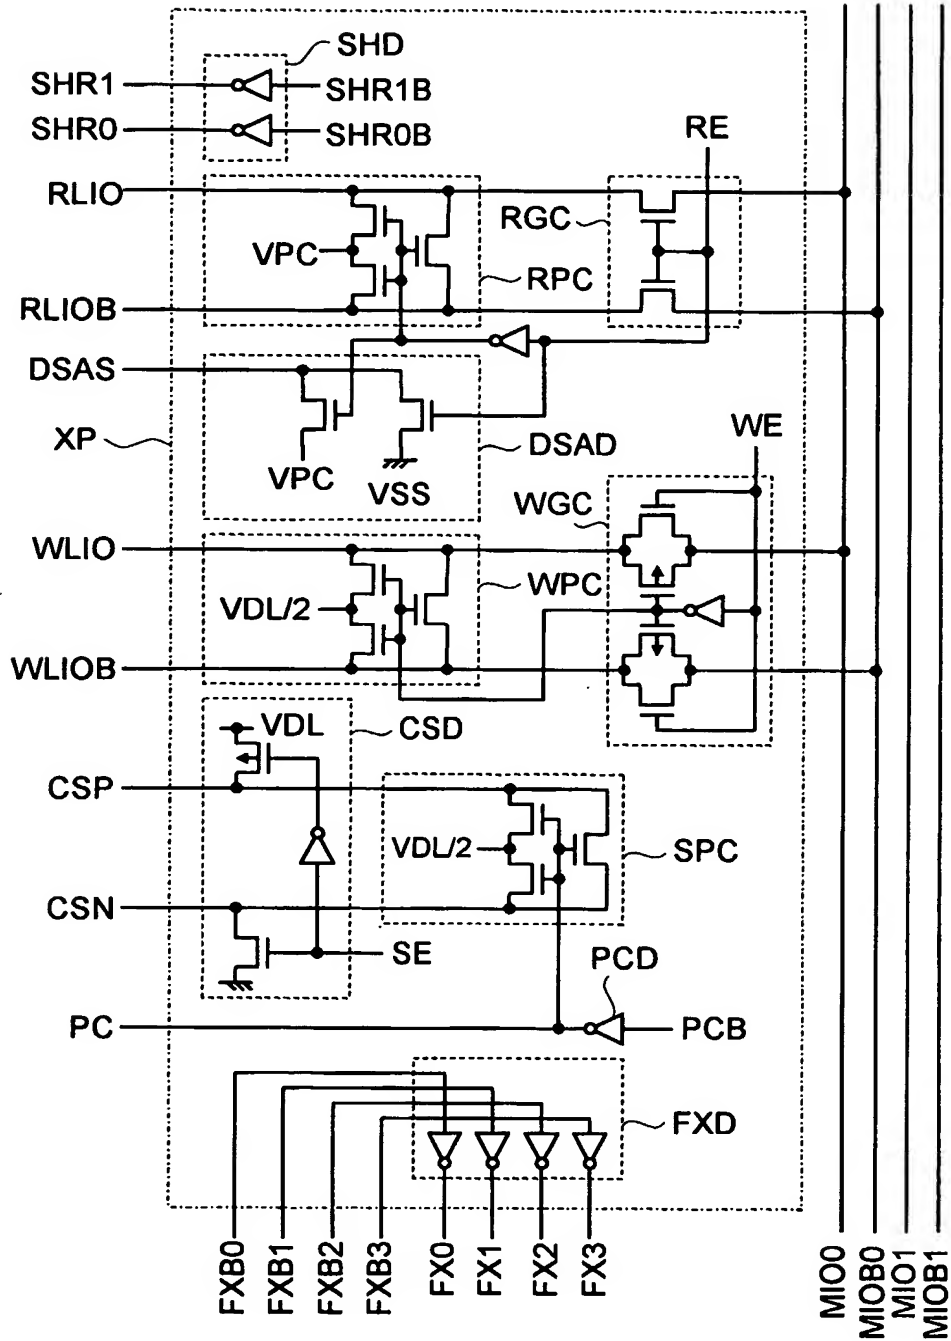 SHD
SHR1
SHR1B
SHR0
SHR0B
RE
RLIO
RGC
VPC
RPC
RLIOB
DSAS
XP
DSAD
VPC
VSS
WE
WGC
WLIO
WPC
VDL/2
WLIOB
VDL
CSD
CSP
VDL/2
SPC
CSN
SE
PCD
PC
PCB
FXD
FXB0
FXB1
FXB2
FXB3
FX0
FX1
FX2
FX3
MIO0
MIOB0
MIO1
MIOB1